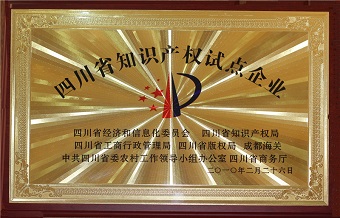 四川省知识产权试点企业
四川省经济和信息化委员会 四川省知识产权局
四川省工商行政管理局 四川省版权局 成都海关
中共四川省委农村工作领导小组办公室 四川省商务厅
二〇一〇年二月二十六日